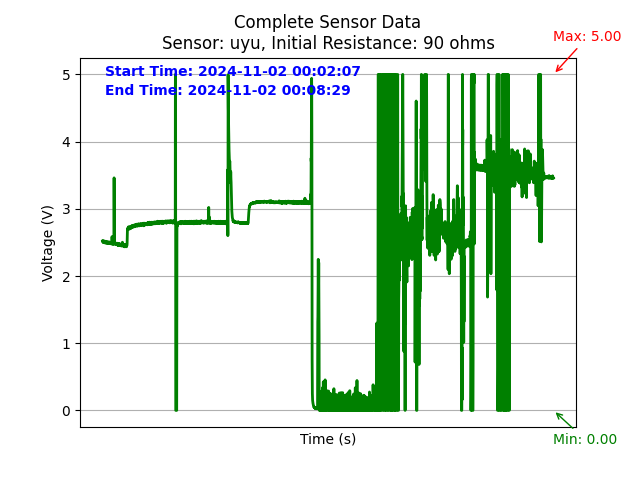 Complete Sensor Data
Sensor: uyu, Initial Resistance: 90 ohms
Max: 5.00
Start Time: 2024-11-02 00:02:07
End Time: 2024-11-02 00:08:29
5
4
3
2
1
0
Voltage (V)
Time (s)
Min: 0.00